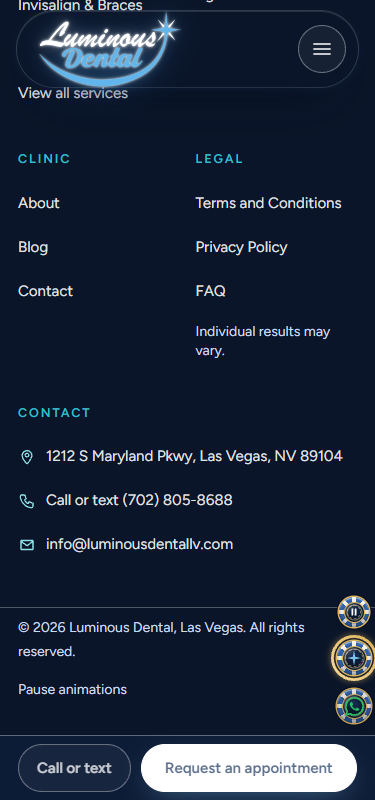 Invisalign & Braces
Luminous
Dental
View all services
CLINIC
LEGAL
About
Terms and Conditions
Blog
Privacy Policy
Contact
FAQ
Individual results may
vary.
CONTACT
1212 S Maryland Pkwy, Las Vegas, NV 89104
Call or text (702) 805-8688
info@luminousdentallv.com
© 2026 Luminous Dental, Las Vegas. All rights
reserved.
Pause animations
Call or text
Request an appointment